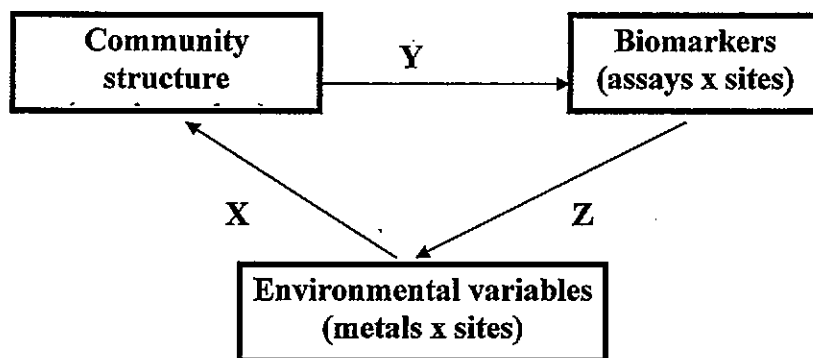 Community
structure
Y
Biomarkers
(assays x sites)
X
Z
Environmental variables
(metals x sites)